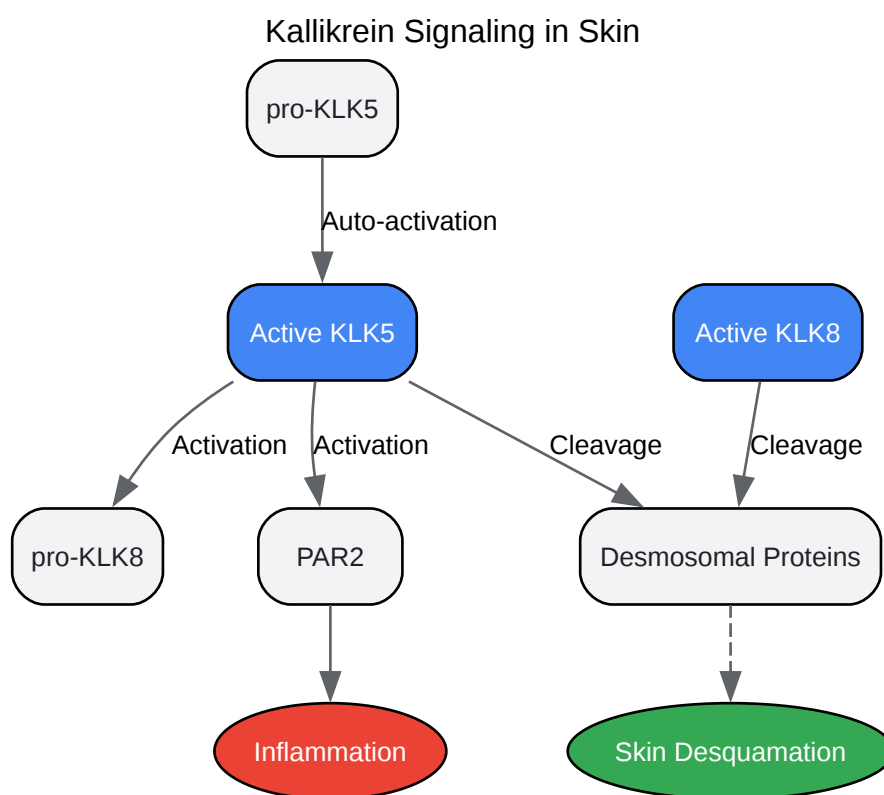 Kallikrein Signaling in Skin
pro-KLK5
Auto-activation
Active KLK5
Active KLK8
Activation
Activation
Cleavage
Cleavage
pro-KLK8
PAR2
Desmosomal Proteins
Inflammation
Skin Desquamation